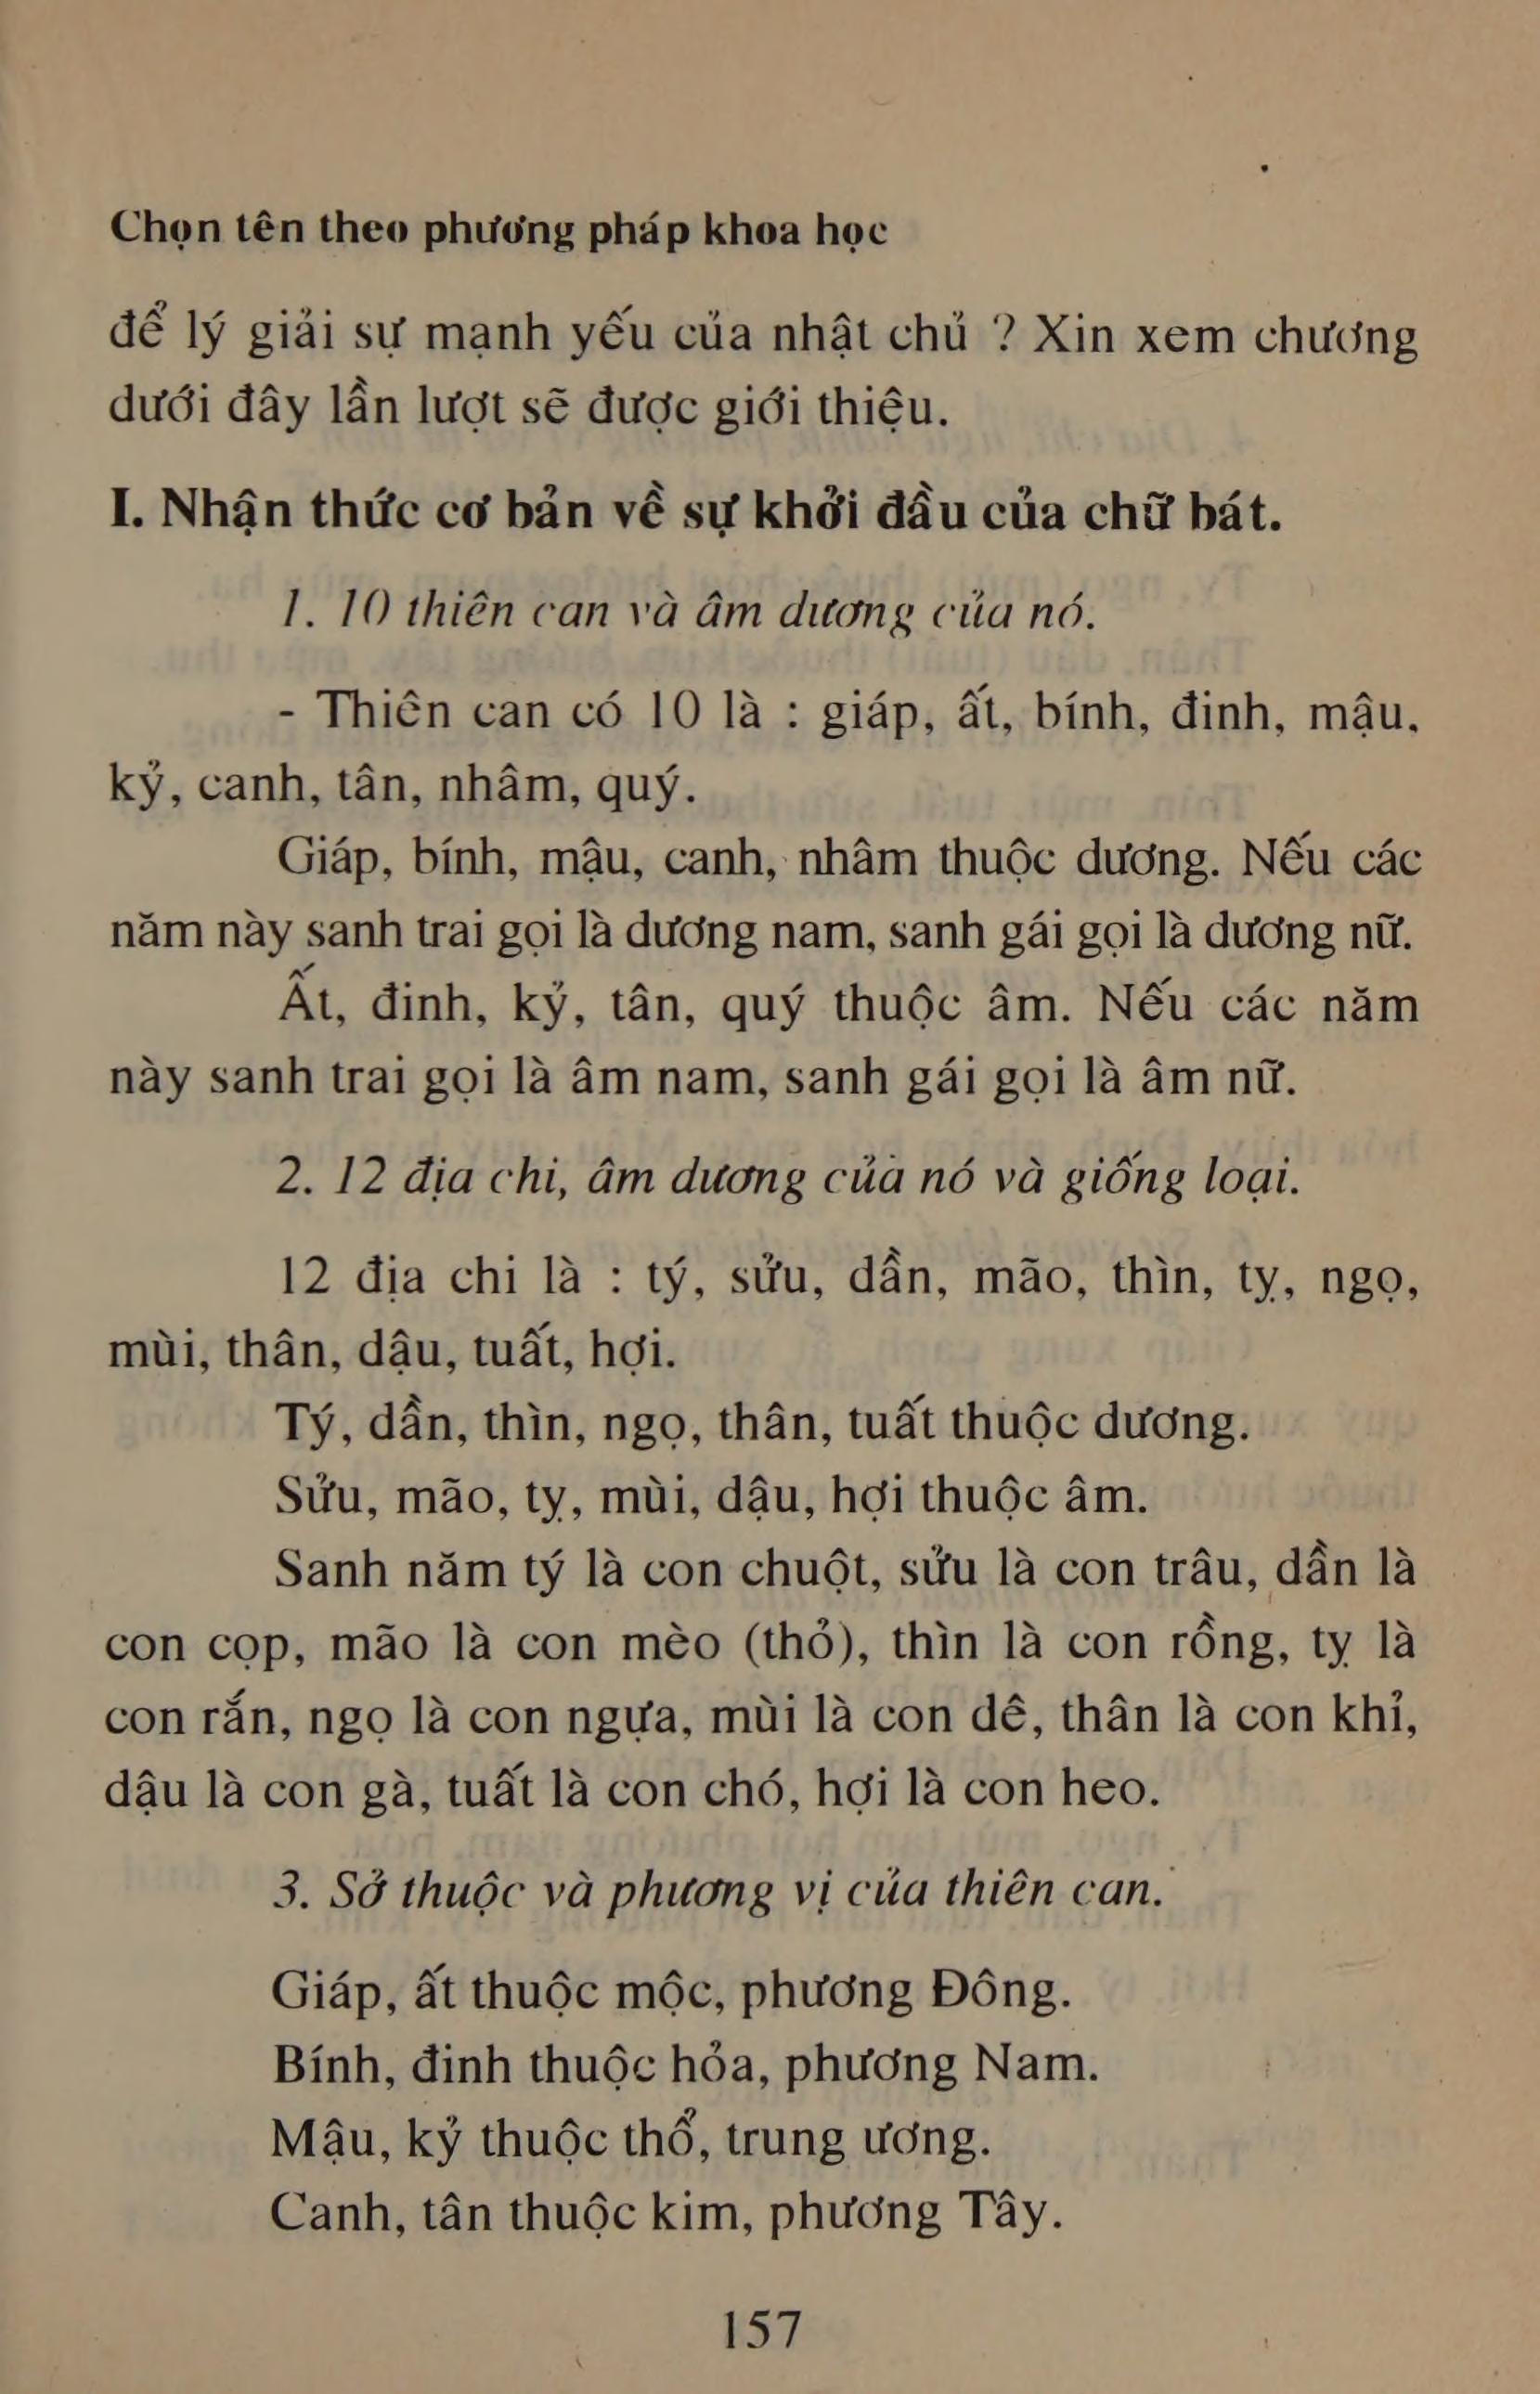 Chọn tên theo phương pháp khoa học
để lý giải sự mạnh yếu của nhật chủ ? Xin xem chương
dưới đây lần lượt sẽ được giới thiệu.
I. Nhận thức cơ bản về sự khởi đầu của chữ bát.
1. 10 thiên can và âm dương của nó.
- Thiên can có 10 là : giáp, ất, bính, đinh, mậu,
kỷ, canh, tân, nhâm, quý.
Giáp, bính, mậu, canh, nhâm thuộc dương. Nếu các
năm này sanh trai gọi là dương nam, sanh gái gọi là dương nữ.
Ất, đinh, kỷ, tân, quý thuộc âm. Nếu các năm
này sanh trai gọi là âm nam, sanh gái gọi là âm nữ.
2. 12 địa chi, âm dương của nó và giống loại.
12 địa chi là : tý, sửu, dần, mão, thìn, tỵ, ngọ,
mùi, thân, dậu, tuất, hợi.
Tý, dần, thìn, ngọ, thân, tuất thuộc dương.
Sửu, mão, tỵ, mùi, dậu, hợi thuộc âm.
Sanh năm tý là con chuột, sửu là con trâu, dần là
con cọp, mão là con mèo (thỏ), thìn là con rồng, tỵ là
con rắn, ngọ là con ngựa, mùi là con dê, thân là con khỉ,
dậu là con gà, tuất là con chó, hợi là con heo.
3. Sở thuộc và phương vị của thiên can.
Giáp, ất thuộc mộc, phương Đông.
Bính, đinh thuộc hỏa, phương Nam.
Mậu, kỷ thuộc thổ, trung ương.
Canh, tân thuộc kim, phương Tây.
157